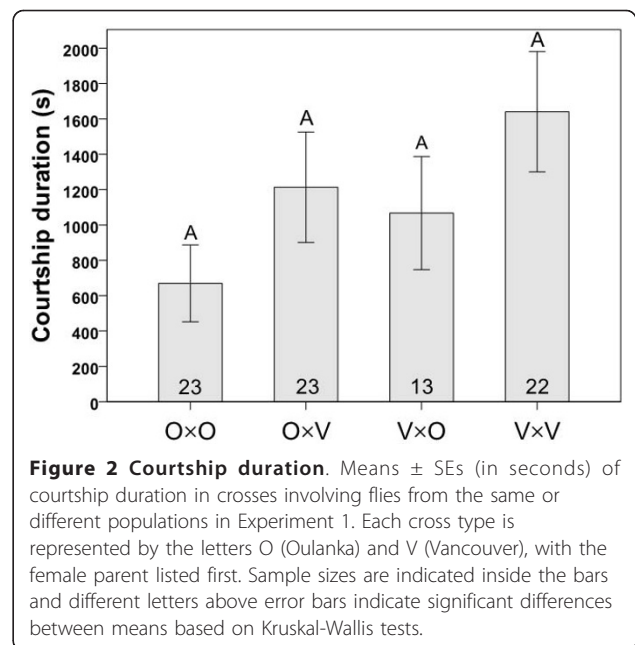 2000
1800
1600
1400
1200
1000
800
600
400
200
0
Courtship duration (s)
A
A
A
A
23
23
13
22
O×O
O×V
V×O
V×V
Figure 2 Courtship duration. Means ± SEs (in seconds) of
courtship duration in crosses involving flies from the same or
different populations in Experiment 1. Each cross type is
represented by the letters O (Oulanka) and V (Vancouver), with the
female parent listed first. Sample sizes are indicated inside the bars
and different letters above error bars indicate significant differences
between means based on Kruskal-Wallis tests.